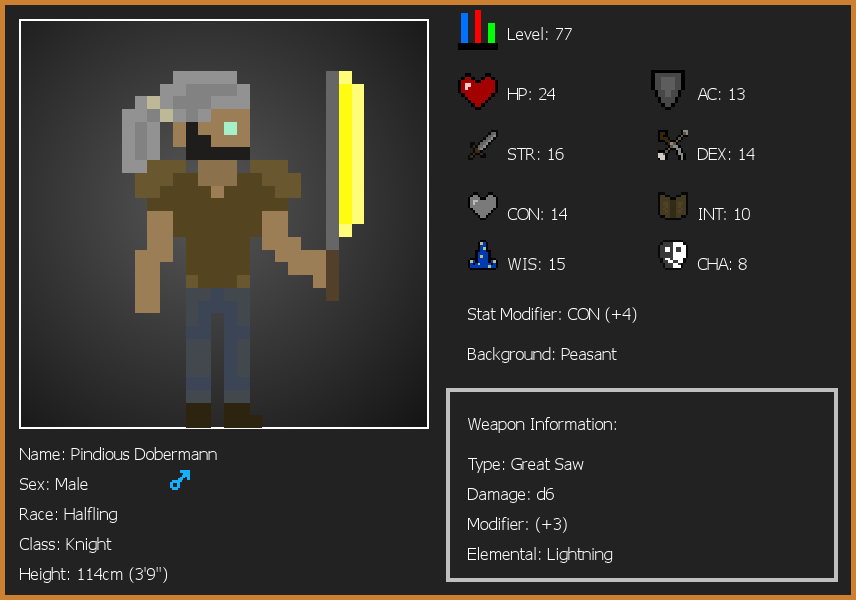 Level: 77
HP: 24
AC: 13
STR: 16
DEX: 14
CON: 14
INT: 10
WIS: 15
CHA: 8
Stat Modifier: CON (+4)
Background: Peasant
Weapon Information:
Type: Great Saw
Damage: d6
Modifier: (+3)
Elemental: Lightning
Name: Pindious Dobermann
Sex: Male
Race: Halfling
Class: Knight
Height: 114cm (3'9")